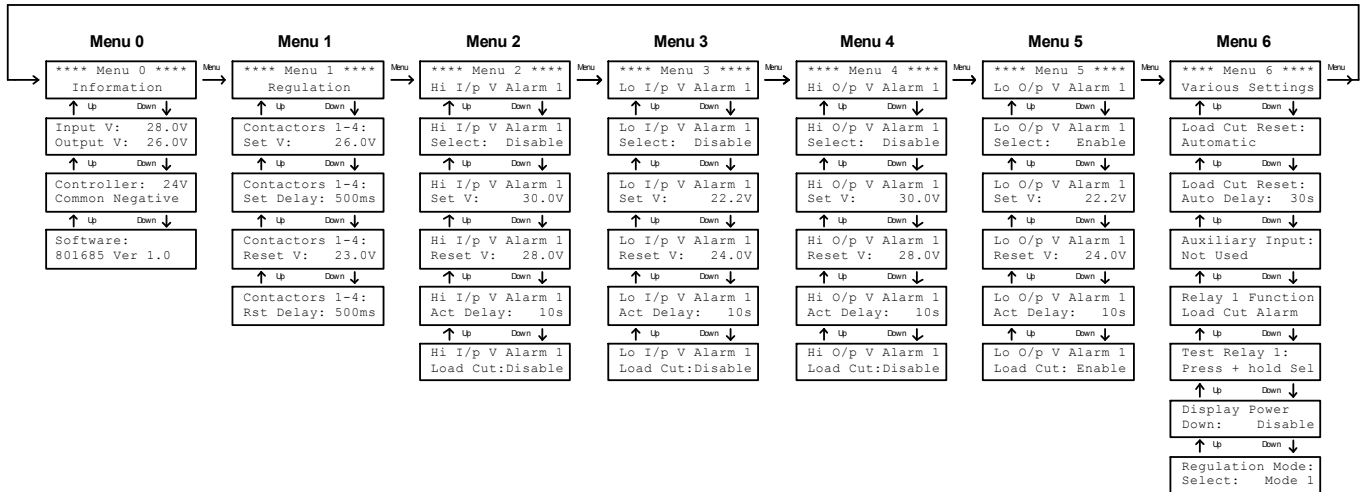 Menu 0
**** Menu 0 ****
Information
Up Down
Input V: 28.0V
Output V: 26.0V
Up Down
Controller: 24V
Common Negative
Up Down
Software:
801685 Ver 1.0
Menu
Menu 1
**** Menu 1 ****
Regulation
Up Down
Contactors 1-4:
Set V: 26.0V
Up Down
Contactors 1-4:
Set Delay: 500ms
Up Down
Contactors 1-4:
Reset V: 23.0V
Up Down
Contactors 1-4:
Rst Delay: 500ms
Menu
Menu 2
**** Menu 2 ****
Hi I/p V Alarm 1
Up Down
Hi I/p V Alarm 1
Select: Disable
Up Down
Hi I/p V Alarm 1
Set V: 30.0V
Up Down
Hi I/p V Alarm 1
Reset V: 28.0V
Up Down
Hi I/p V Alarm 1
Act Delay: 10s
Up Down
Hi I/p V Alarm 1
Load Cut:Disable
Menu
Menu 3
**** Menu 3 ****
Lo I/p V Alarm 1
Up Down
Lo I/p V Alarm 1
Select: Disable
Up Down
Lo I/p V Alarm 1
Set V: 22.2V
Up Down
Lo I/p V Alarm 1
Reset V: 24.0V
Up Down
Lo I/p V Alarm 1
Act Delay: 10s
Up Down
Lo I/p V Alarm 1
Load Cut:Disable
Menu
Menu 4
**** Menu 4 ****
Hi O/p V Alarm 1
Up Down
Hi O/p V Alarm 1
Select: Disable
Up Down
Hi O/p V Alarm 1
Set V: 30.0V
Up Down
Hi O/p V Alarm 1
Reset V: 28.0V
Up Down
Hi O/p V Alarm 1
Act Delay: 10s
Up Down
Hi O/p V Alarm 1
Load Cut:Disable
Menu
Menu 5
**** Menu 5 ****
Lo O/p V Alarm 1
Up Down
Lo O/p V Alarm 1
Select: Enable
Up Down
Lo O/p V Alarm 1
Set V: 22.2V
Up Down
Lo O/p V Alarm 1
Reset V: 24.0V
Up Down
Lo O/p V Alarm 1
Act Delay: 10s
Up Down
Lo O/p V Alarm 1
Load Cut: Enable
Menu
Menu 6
**** Menu 6 ****
Various Settings
Up Down
Load Cut Reset:
Automatic
Up Down
Load Cut Reset:
Auto Delay: 30s
Up Down
Auxiliary Input:
Not Used
Up Down
Relay 1 Function
Load Cut Alarm
Up Down
Test Relay 1:
Press + hold Sel
Up Down
Display Power
Down: Disable
Up Down
Regulation Mode:
Select: Mode 1
Menu